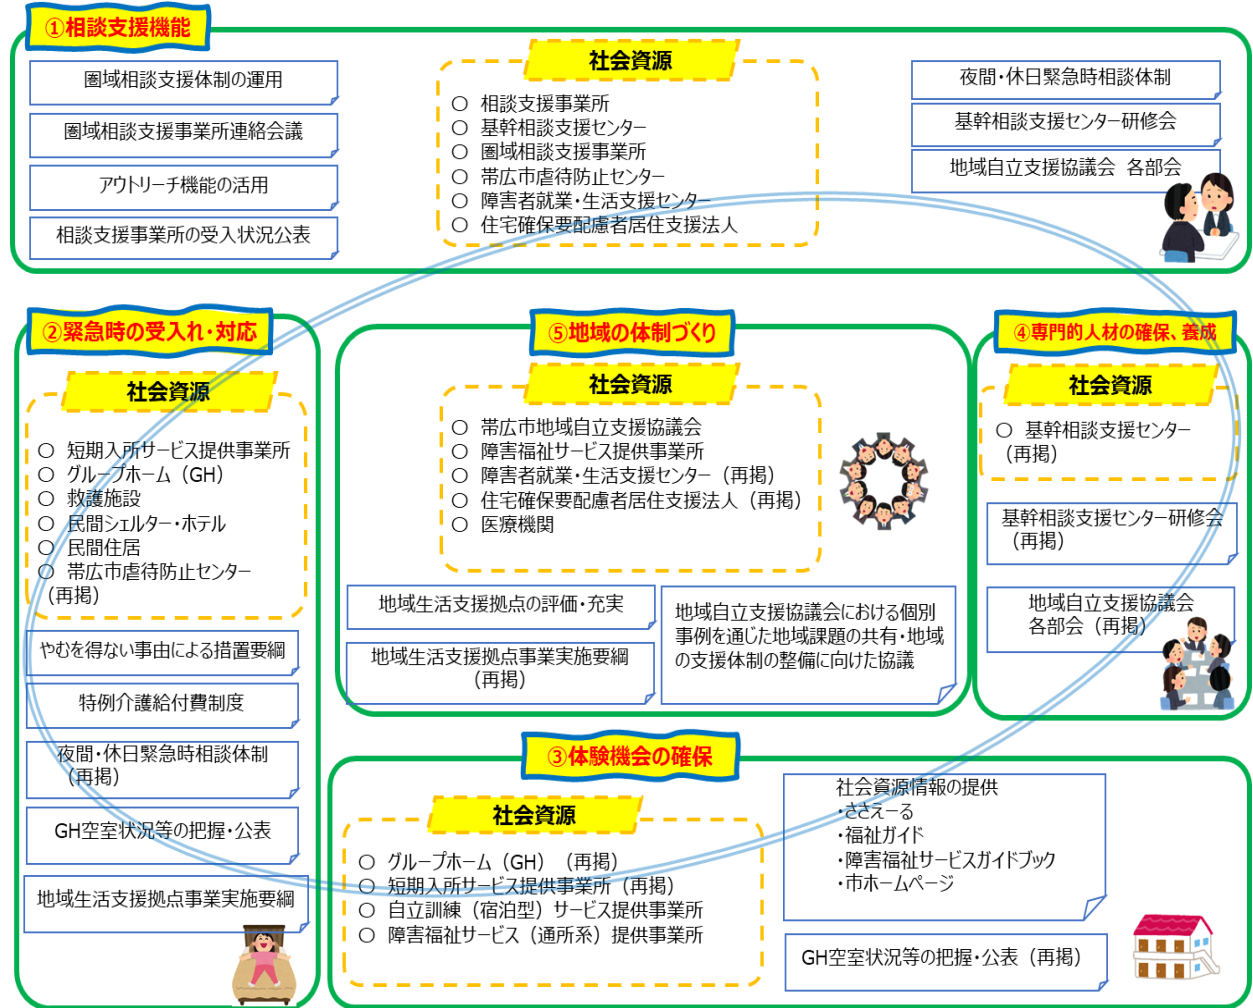 ①相談支援機能
圏域相談支援体制の運用
圏域相談支援事業所連絡会議
アウトリーチ機能の活用
相談支援事業所の受入状況公表
社会資源
○ 相談支援事業所
○ 基幹相談支援センター
○ 圏域相談支援事業所
○ 帯広市虐待防止センター
○ 障害者就業・生活支援センター
○ 住宅確保要配慮者居住支援法人
夜間・休日緊急時相談体制
基幹相談支援センター研修会
地域自立支援協議会 各部会
②緊急時の受入れ・対応
社会資源
○ 短期入所サービス提供事業所
○ グループホーム（GH）
○ 救護施設
○ 民間シェルター・ホテル
○ 民間住居
○ 帯広市虐待防止センター
（再掲）
やむを得ない事由による措置要綱
特例介護給付費制度
夜間・休日緊急時相談体制
（再掲）
GH空室状況等の把握・公表
地域生活支援拠点事業実施要綱
⑤地域の体制づくり
社会資源
○ 帯広市地域自立支援協議会
○ 障害福祉サービス提供事業所
○ 障害者就業・生活支援センター（再掲）
○ 住宅確保要配慮者居住支援法人（再掲）
○ 医療機関
地域生活支援拠点の評価・充実
地域生活支援拠点事業実施要綱
（再掲）
地域自立支援協議会における個別
事例を通じた地域課題の共有・地域
の支援体制の整備に向けた協議
④専門的人材の確保、養成
社会資源
○ 基幹相談支援センター
（再掲）
基幹相談支援センター研修会
（再掲）
地域自立支援協議会
各部会（再掲）
③体験機会の確保
社会資源
○ グループホーム（GH）（再掲）
○ 短期入所サービス提供事業所（再掲）
○ 自立訓練（宿泊型）サービス提供事業所
○ 障害福祉サービス（通所系）提供事業所
社会資源情報の提供
・ささえーる
・福祉ガイド
・障害福祉サービスガイドブック
・市ホームページ
GH空室状況等の把握・公表（再掲）